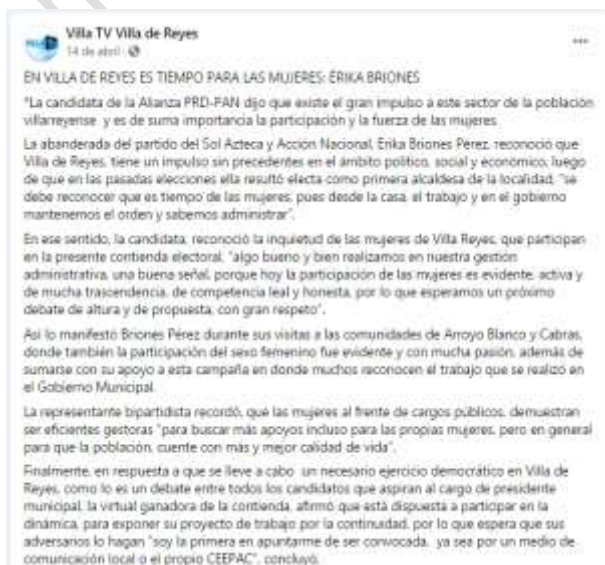 Villa TV Villa de Reyes
14 de abril ·
EN VILLA DE REYES ES TIEMPO PARA LAS MUJERES: ERIKA BRIONES
"La candidata de la Alianza PRD-PAN dijo que existe el gran impulso a este sector de la población
villarreyense y es de suma importancia la participación y la fuerza de las mujeres.
La abanderada del partido del Sol Azteca y Acción Nacional, Erika Briones Pérez, reconoció que
Villa de Reyes, tiene un impulso sin precedentes en el ámbito político, social y económico, luego
de que en las pasadas elecciones ella resultó electa como primera alcaldesa de la localidad, "se
debe reconocer que es tiempo de las mujeres, pues desde la casa, el trabajo y en el gobierno
mantenemos el orden y sabemos administrar".
En ese sentido, la candidata, reconoció la inquietud de las mujeres de Villa Reyes, que participan
en la presente contienda electoral, "algo bueno y bien realizamos en nuestra gestión
administrativa, una buena señal, porque hoy la participación de las mujeres es evidente, activa y
de mucha trascendencia, de competencia leal y honesta, por lo que esperamos un próximo
debate de altura y de propuesta, con gran respeto".
Así lo manifestó Briones Pérez durante sus visitas a las comunidades de Arroyo Blanco y Cabras,
donde también la participación del sexo femenino fue evidente y con mucha pasión, además de
sumarse con su apoyo a esta campaña en donde muchos reconocen el trabajo que se realizó en
el Gobierno Municipal.
La representante bipartidista recordó, que las mujeres al frente de cargos públicos, demuestran
ser eficientes gestoras "para buscar más apoyos incluso para las propias mujeres, pero en general
para que la población, cuente con más y mejor calidad de vida".
Finalmente, en respuesta a que se lleve a cabo un necesario ejercicio democrático en Villa de
Reyes, como lo es un debate entre todos los candidatos que aspiran al cargo de presidente
municipal, la virtual ganadora de la contienda, afirmó que está dispuesta a participar en la
dinámica, para exponer su proyecto de trabajo por la continuidad, por lo que espera que sus
adversarios lo hagan "soy la primera en apuntarme de ser convocada, ya sea por un medio de
comunicación local o el propio CEEPAC", concluyó.